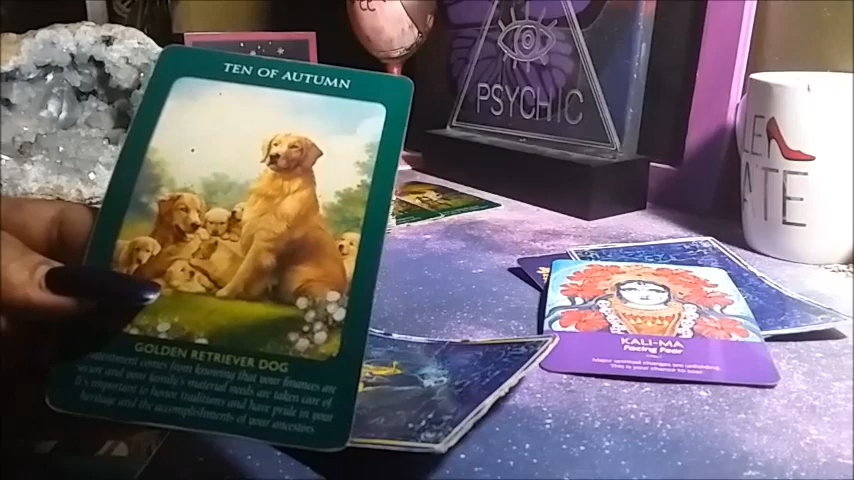 TEN OF AUTUMN
GOLDEN RETRIEVER DOG
Contentment comes from knowing that your finances are
secure and your family's material needs are taken care of
It's important to honor traditions and have pride in your
heritage and the accomplishments of your ancestors
PSYCHIC
KALI-MA
Facing Fear
Major spiritual changes are unfolding.
This is your chance to soar.